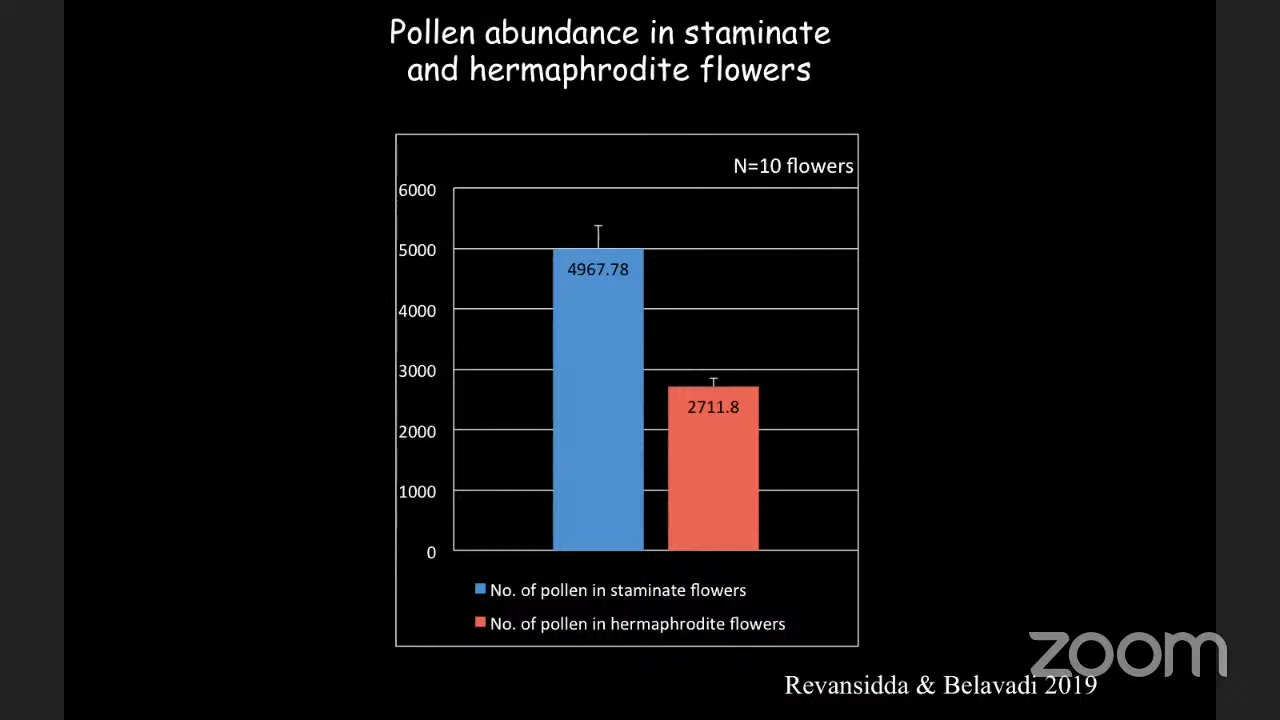 Pollen abundance in staminate
and hermaphrodite flowers
N=10 flowers
6000
5000
4000
3000
2000
1000
0
4967.78
2711.8
No. of pollen in staminate flowers
No. of pollen in hermaphrodite flowers
zoom
Revansidda & Belavadi 2019